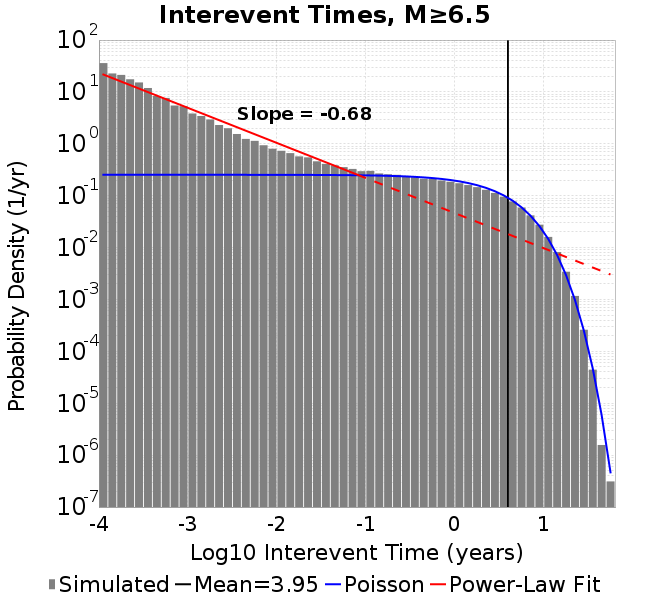 Interevent Times, M≥6.5
Probability Density (1/yr)
10^2
10^1
10^0
10^-1
10^-2
10^-3
10^-4
10^-5
10^-6
10^-7
Slope = -0.68
-4 -3 -2 -1 0 1
Log10 Interevent Time (years)
Simulated Mean=3.95 Poisson Power-Law Fit